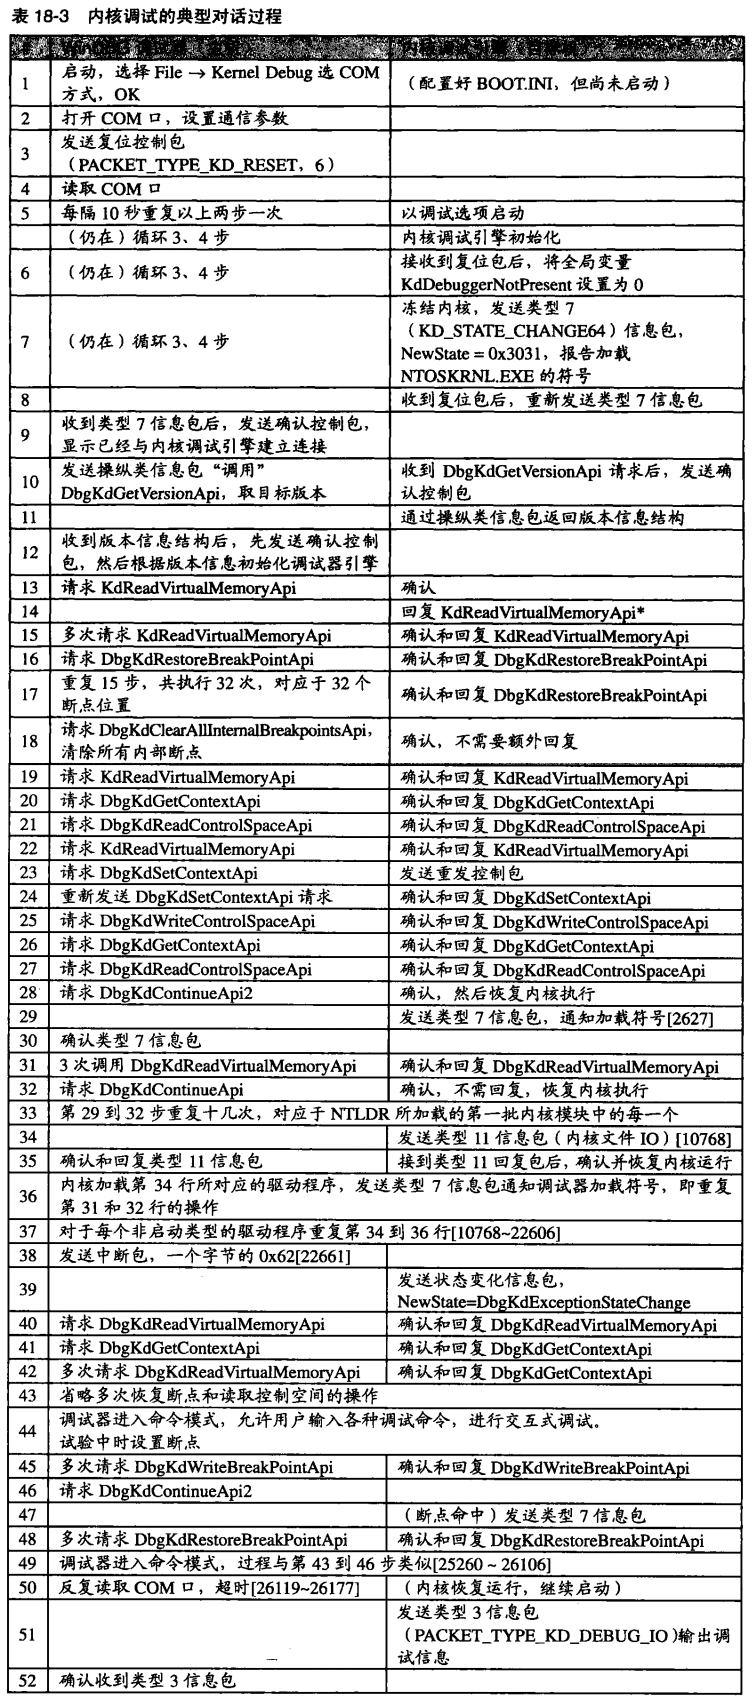 表 18-3 内核调试的典型对话过程
1 启动，选择 File → Kernel Debug 选 COM （配置好 BOOT.INI，但尚未启动）
方式，OK
2 打开 COM 口，设置通信参数
3 发送复位控制包
（PACKET_TYPE_KD_RESET，6）
4 读取 COM 口
5 每隔 10 秒重复以上两步一次 以调试选项启动
（仍在）循环 3、4 步 内核调试引擎初始化
6 （仍在）循环 3、4 步 接收到复位包后，将全局变量
KdDebuggerNotPresent 设置为 0
7 （仍在）循环 3、4 步 冻结内核，发送类型 7
（KD_STATE_CHANGE64）信息包，
NewState = 0x3031，报告加载
NTOSKRNL.EXE 的符号
8 收到复位包后，重新发送类型 7 信息包
9 收到类型 7 信息包后，发送确认控制包，
显示已经与内核调试引擎建立连接
10 发送操纵类信息包“调用” 收到 DbgKdGetVersionApi 请求后，发送确
DbgKdGetVersionApi，取目标版本 认控制包
11 通过操纵类信息包返回版本信息结构
12 收到版本信息结构后，先发送确认控制
包，然后根据版本信息初始化调试器引擎
13 请求 KdReadVirtualMemoryApi 确认
14 回复 KdReadVirtualMemoryApi*
15 多次请求 KdReadVirtualMemoryApi 确认和回复 KdReadVirtualMemoryApi
16 请求 DbgKdRestoreBreakPointApi 确认和回复 DbgKdRestoreBreakPointApi
17 重复 15 步，共执行 32 次，对应于 32 个 确认和回复 DbgKdRestoreBreakPointApi
断点位置
18 请求 DbgKdClearAllInternalBreakpointsApi， 确认，不需要额外回复
清除所有内部断点
19 请求 KdReadVirtualMemoryApi 确认和回复 KdReadVirtualMemoryApi
20 请求 DbgKdGetContextApi 确认和回复 DbgKdGetContextApi
21 请求 DbgKdReadControlSpaceApi 确认和回复 DbgKdReadControlSpaceApi
22 请求 KdReadVirtualMemoryApi 确认和回复 KdReadVirtualMemoryApi
23 请求 DbgKdSetContextApi 发送重发控制包
24 重新发送 DbgKdSetContextApi 请求 确认和回复 DbgKdSetContextApi
25 请求 DbgKdWriteControlSpaceApi 确认和回复 DbgKdWriteControlSpaceApi
26 请求 DbgKdGetContextApi 确认和回复 DbgKdGetContextApi
27 请求 DbgKdReadControlSpaceApi 确认和回复 DbgKdReadControlSpaceApi
28 请求 DbgKdContinueApi2 确认，然后恢复内核执行
29 发送类型 7 信息包，通知加载符号[2627]
30 确认类型 7 信息包
31 3 次调用 DbgKdReadVirtualMemoryApi 确认和回复 DbgKdReadVirtualMemoryApi
32 请求 DbgKdContinueApi 确认，不需回复，恢复内核执行
33 第 29 到 32 步重复十几次，对应于 NTLDR 所加载的第一批内核模块中的每一个
34 发送类型 11 信息包（内核文件 IO）[10768]
35 确认和回复类型 11 信息包 接到类型 11 回复包后，确认并恢复内核运行
36 内核加载第 34 行所对应的驱动程序，发送类型 7 信息包通知调试器加载符号，即重复
第 31 和 32 行的操作
37 对于每个非启动类型的驱动程序重复第 34 到 36 行[10768~22606]
38 发送中断包，一个字节的 0x62[22661]
39 发送状态变化信息包，
NewState=DbgKdExceptionStateChange
40 请求 DbgKdReadVirtualMemoryApi 确认和回复 DbgKdReadVirtualMemoryApi
41 请求 DbgKdGetContextApi 确认和回复 DbgKdGetContextApi
42 多次请求 DbgKdReadVirtualMemoryApi 确认和回复 DbgKdGetContextApi
43 省略多次恢复断点和读取控制空间的操作
44 调试器进入命令模式，允许用户输入各种调试命令，进行交互式调试。
试验中时设置断点
45 多次请求 DbgKdWriteBreakPointApi 确认和回复 DbgKdWriteBreakPointApi
46 请求 DbgKdContinueApi2
47 （断点命中）发送类型 7 信息包
48 多次请求 DbgKdRestoreBreakPointApi 确认和回复 DbgKdRestoreBreakPointApi
49 调试器进入命令模式，过程与第 43 到 46 步类似[25260 ~ 26106]
50 反复读取 COM 口，超时[26119~26177] （内核恢复运行，继续启动）
51 发送类型 3 信息包
（PACKET_TYPE_KD_DEBUG_IO)输出调
试信息
52 确认收到类型 3 信息包